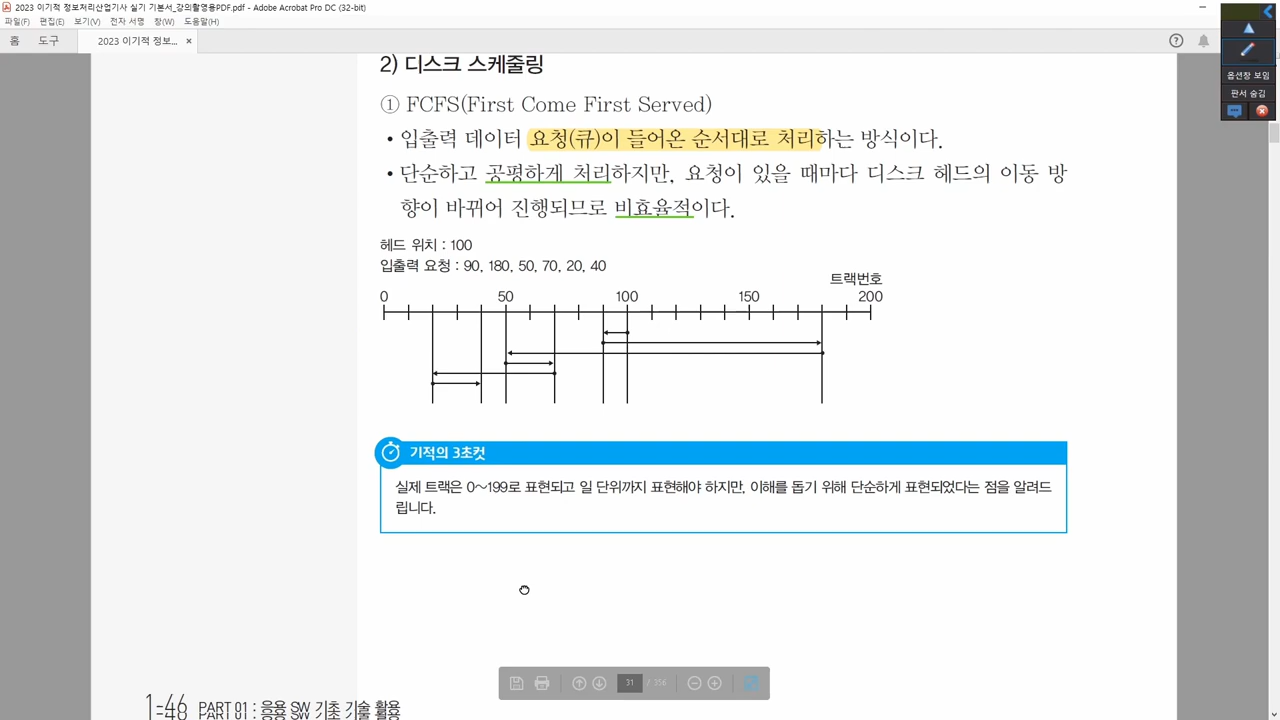 2023 이기적 정보처리산업기사 실기 기본서_강의촬영용PDF.pdf - Adobe Acrobat Pro DC (32-bit)
파일(F) 편집(E) 보기(V) 전자 서명 창(W) 도움말(H)
홈 도구 2023 이기적 정보... ×
옵션창 보임
판서 숨김
2) 디스크 스케줄링
① FCFS(First Come First Served)
• 입출력 데이터 요청(큐)이 들어온 순서대로 처리하는 방식이다.
• 단순하고 공평하게 처리하지만, 요청이 있을 때마다 디스크 헤드의 이동 방
향이 바뀌어 진행되므로 비효율적이다.
헤드 위치 : 100
입출력 요청 : 90, 180, 50, 70, 20, 40
트랙번호
0 50 100 150 200
기적의 3초컷
실제 트랙은 0~199로 표현되고 일 단위까지 표현해야 하지만, 이해를 돕기 위해 단순하게 표현되었다는 점을 알려드
립니다.
31 / 356
PART 01 : 응용 SW 기초 기술 활용